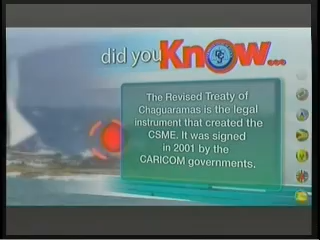 did you Know...
The Revised Treaty of
Chaguaramas is the legal
instrument that created the
CSME. It was signed
in 2001 by the
CARICOM governments.